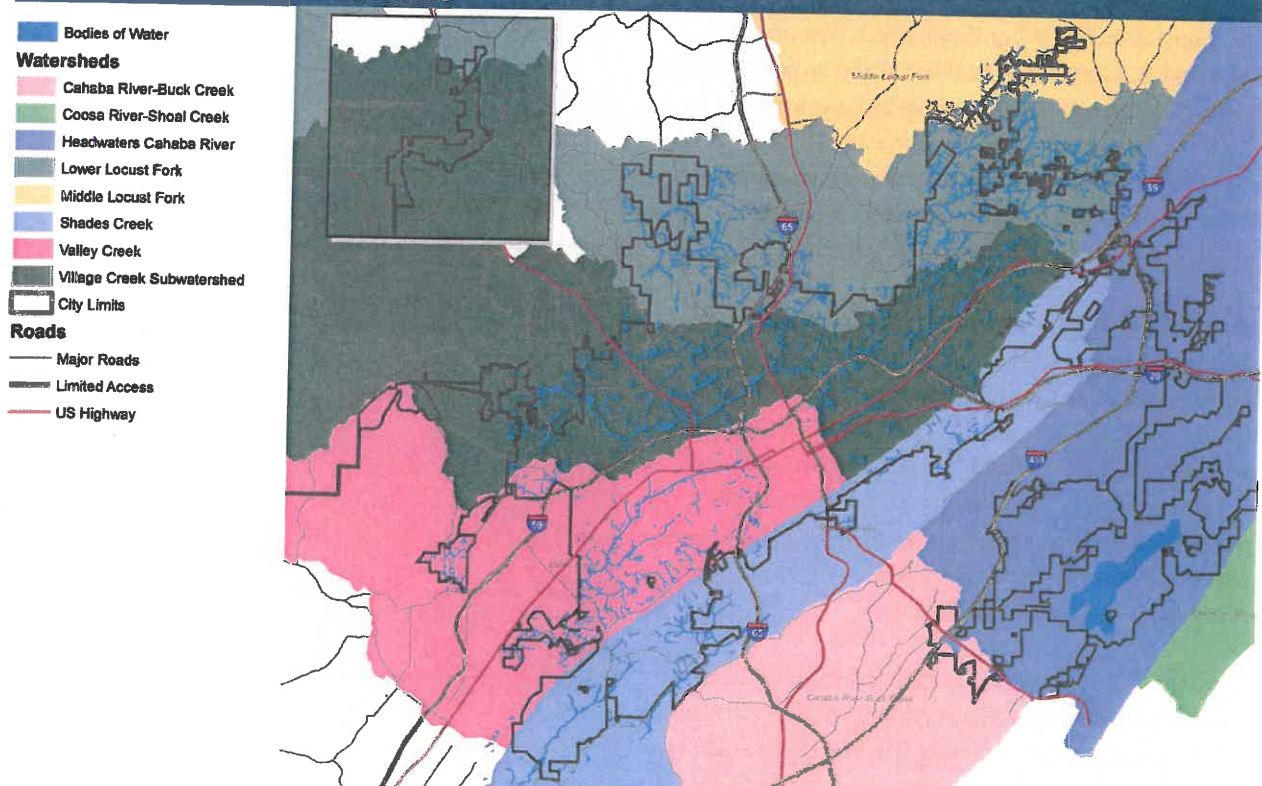 Bodies of Water
Watersheds
Cahaba River-Buck Creek
Coosa River-Shoal Creek
Headwaters Cahaba River
Lower Locust Fork
Middle Locust Fork
Shades Creek
Valley Creek
Village Creek Subwatershed
City Limits
Roads
Major Roads
Limited Access
US Highway
Middle Locust Fork
59
65
459
59
65
Cahaba River-Buck Creek